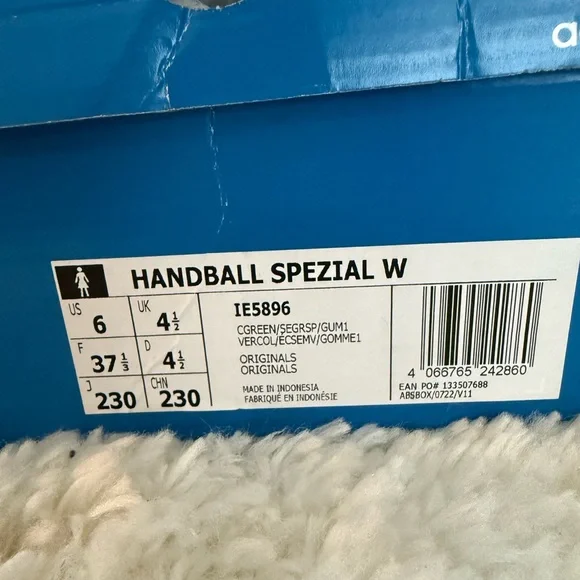 HANDBALL SPEZIAL W
US 6 UK 4½
F 37⅓ D 4½
J 230 CHN 230
IE5896
CGREEN/SEGRSP/GUM1
VERCOL/ECSEMV/GOMME1
ORIGINALS
ORIGINALS
MADE IN INDONESIA
FABRIQUÉ EN INDONÉSIE
4 066765 242860
EAN PO# 133507688
ABSBOX/0722/V11